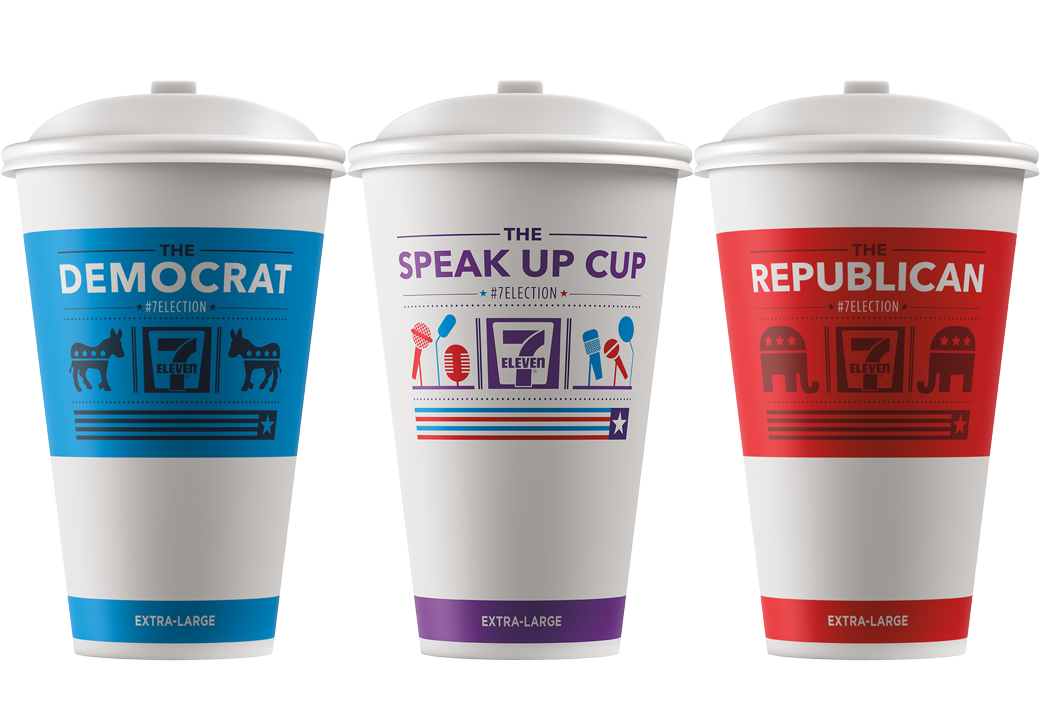 THE
DEMOCRAT
#7ELECTION
7
ELEVEN
EXTRA-LARGE
THE
SPEAK UP CUP
#7ELECTION
7
ELEVEN
EXTRA-LARGE
THE
REPUBLICAN
#7ELECTION
7
ELEVEN
EXTRA-LARGE